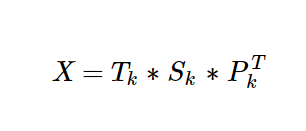 X = T_k * S_k * P_k^T